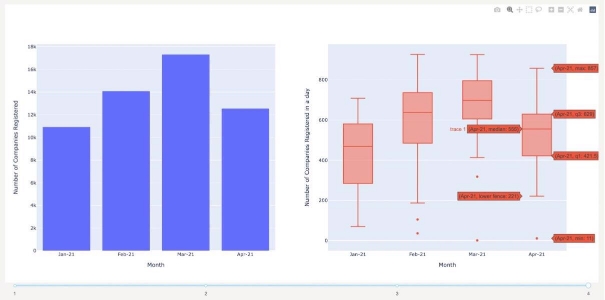 18k
16k
14k
12k
10k
8k
6k
4k
2k
0
Number of Companies Registered
Jan-21
Feb-21
Mar-21
Apr-21
Month
800
600
400
200
0
Number of Companies Registered in a day
Jan-21
Feb-21
Mar-21
Apr-21
Month
(Apr-21, max: 857)
(Apr-21, q3: 628)
trace 1
(Apr-21, median: 555)
(Apr-21, q1: 421.5)
(Apr-21, lower fence: 221)
(Apr-21, min: 11)
1
2
3
4